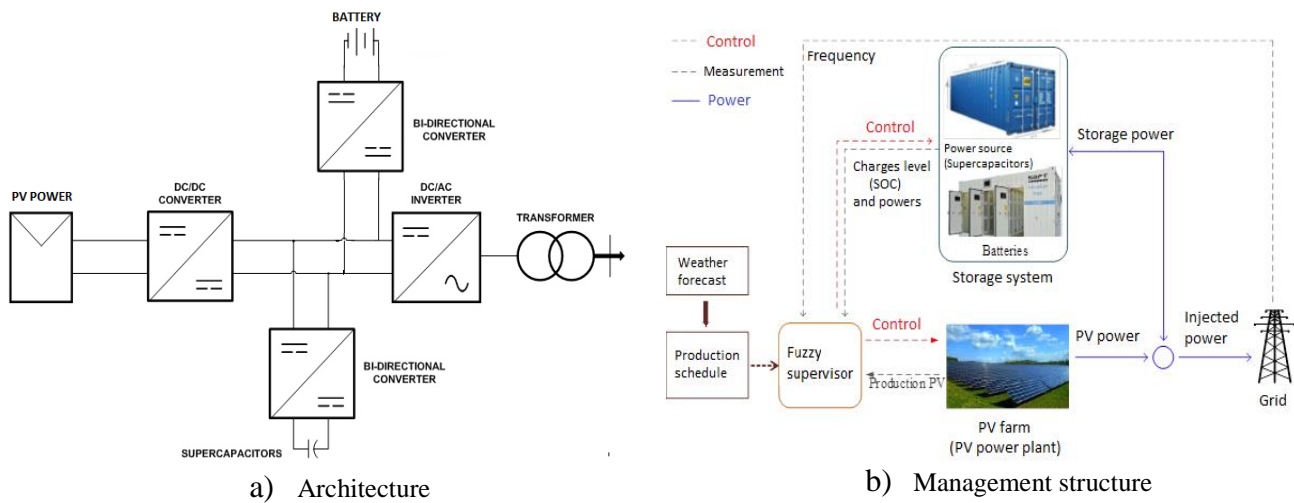 BATTERY
BI-DIRECTIONAL
CONVERTER
PV POWER
DC/DC
CONVERTER
DC/AC
INVERTER
TRANSFORMER
BI-DIRECTIONAL
CONVERTER
SUPERCAPACITORS
a) Architecture
Control
Measurement
Power
Frequency
Control
Charges level
(SOC)
and powers
Power source
(Supercapacitors)
SAFT
Batteries
Storage system
Storage power
Weather
forecast
Production
schedule
Fuzzy
supervisor
Control
Production PV
PV power
Injected
power
PV farm
(PV power plant)
Grid
b) Management structure